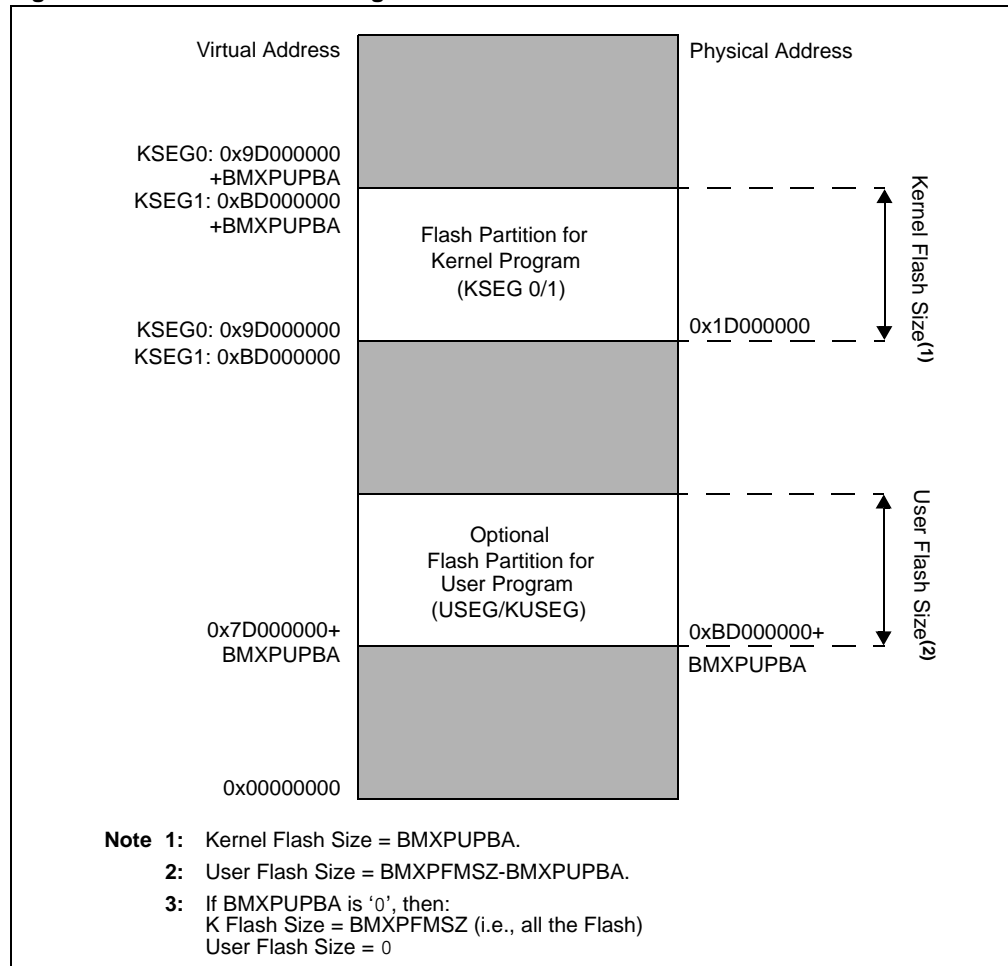 Virtual Address
Physical Address
KSEG0: 0x9D000000
+BMXPUPBA
KSEG1: 0xBD000000
+BMXPUPBA
Flash Partition for
Kernel Program
(KSEG 0/1)
Kernel Flash Size(1)
KSEG0: 0x9D000000
KSEG1: 0xBD000000
0x1D000000
Optional
Flash Partition for
User Program
(USEG/KUSEG)
User Flash Size(2)
0x7D000000+
BMXPUPBA
0xBD000000+
BMXPUPBA
0x00000000
Note 1: Kernel Flash Size = BMXPUPBA.
2: User Flash Size = BMXPFMSZ-BMXPUPBA.
3: If BMXPUPBA is ‘0’, then:
K Flash Size = BMXPFMSZ (i.e., all the Flash)
User Flash Size = 0